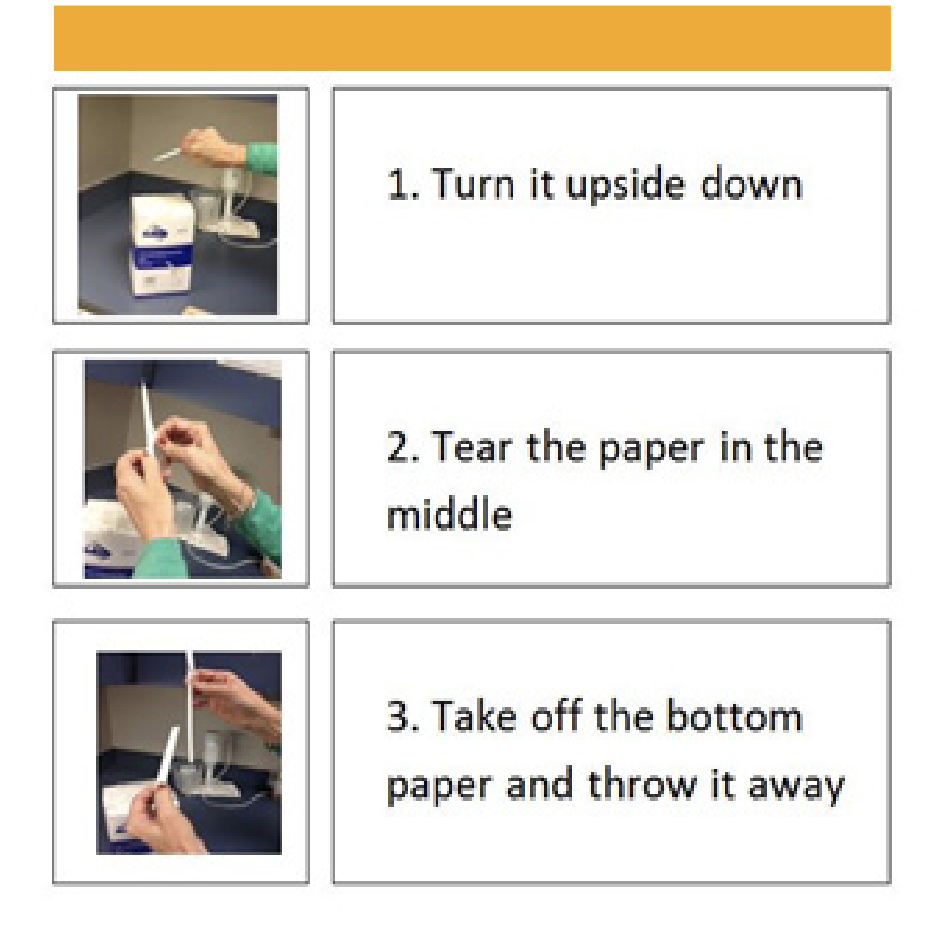 1. Turn it upside down
2. Tear the paper in the
middle
3. Take off the bottom
paper and throw it away